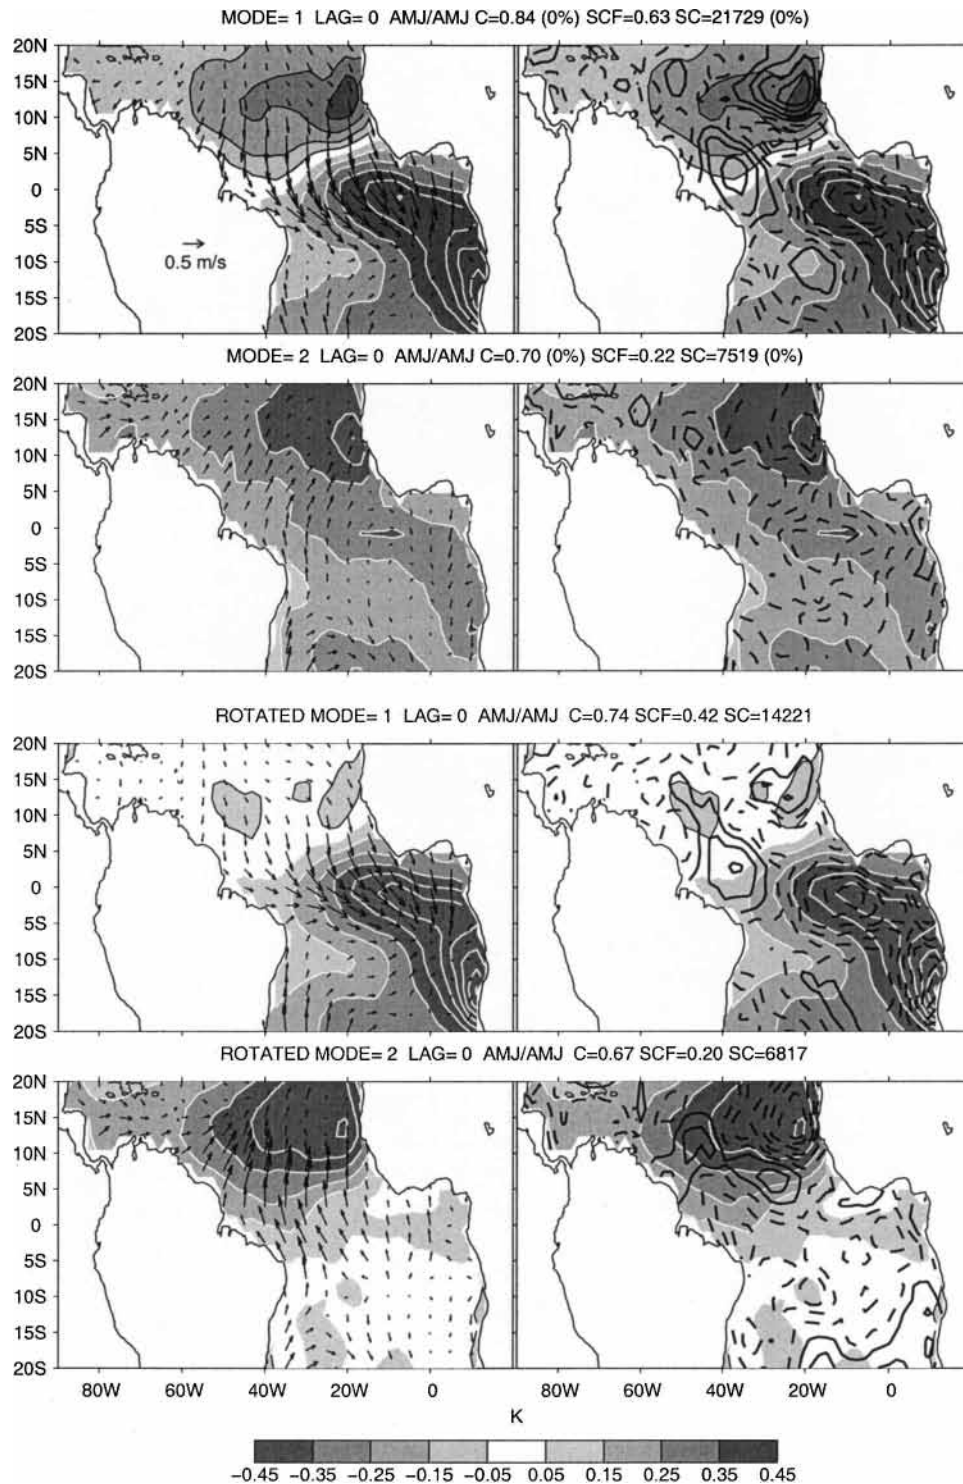 MODE= 1 LAG= 0 AMJ/AMJ C=0.84 (0%) SCF=0.63 SC=21729 (0%)
20N
15N
10N
5N
0
5S
10S
15S
20S
0.5 m/s
MODE= 2 LAG= 0 AMJ/AMJ C=0.70 (0%) SCF=0.22 SC=7519 (0%)
20N
15N
10N
5N
0
5S
10S
15S
20S
ROTATED MODE= 1 LAG= 0 AMJ/AMJ C=0.74 SCF=0.42 SC=14221
20N
15N
10N
5N
0
5S
10S
15S
20S
ROTATED MODE= 2 LAG= 0 AMJ/AMJ C=0.67 SCF=0.20 SC=6817
20N
15N
10N
5N
0
5S
10S
15S
20S
80W 60W 40W 20W 0 80W 60W 40W 20W 0
K
-0.45 -0.35 -0.25 -0.15 -0.05 0.05 0.15 0.25 0.35 0.45